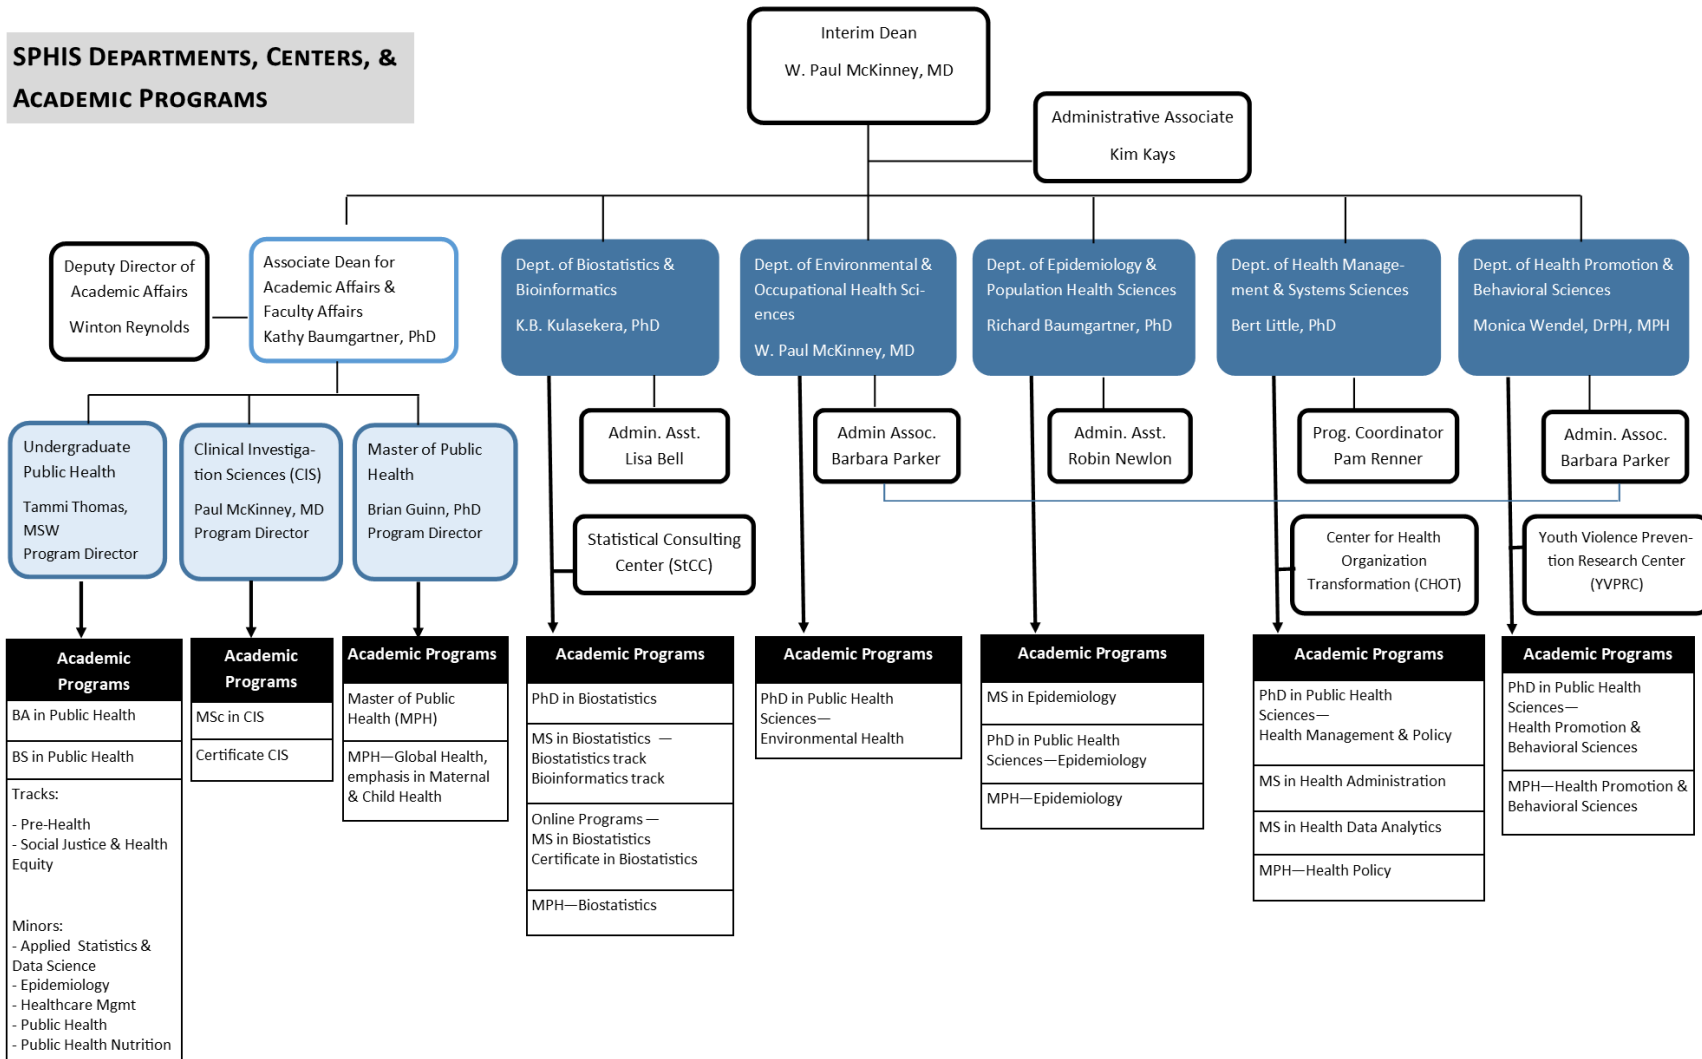 SPHIS DEPARTMENTS, CENTERS, &
ACADEMIC PROGRAMS
Interim Dean
W. Paul McKinney, MD
Administrative Associate
Kim Kays
Deputy Director of
Academic Affairs
Winton Reynolds
Associate Dean for
Academic Affairs &
Faculty Affairs
Kathy Baumgartner, PhD
Dept. of Biostatistics &
Bioinformatics
K.B. Kulasekera, PhD
Dept. of Environmental &
Occupational Health Sci-
ences
W. Paul McKinney, MD
Dept. of Epidemiology &
Population Health Sciences
Richard Baumgartner, PhD
Dept. of Health Manage-
ment & Systems Sciences
Bert Little, PhD
Dept. of Health Promotion &
Behavioral Sciences
Monica Wendel, DrPH, MPH
Undergraduate
Public Health
Tammi Thomas,
MSW
Program Director
Clinical Investiga-
tion Sciences (CIS)
Paul McKinney, MD
Program Director
Master of Public
Health
Brian Guinn, PhD
Program Director
Admin. Asst.
Lisa Bell
Admin Assoc.
Barbara Parker
Admin. Asst.
Robin Newlon
Prog. Coordinator
Pam Renner
Admin. Assoc.
Barbara Parker
Statistical Consulting
Center (StCC)
Center for Health
Organization
Transformation (CHOT)
Youth Violence Preven-
tion Research Center
(YVPRC)
Academic
Programs
BA in Public Health
BS in Public Health
Tracks:
- Pre-Health
- Social Justice & Health
Equity
Minors:
- Applied Statistics &
Data Science
- Epidemiology
- Healthcare Mgmt
- Public Health
- Public Health Nutrition
Academic
Programs
MSc in CIS
Certificate CIS
Academic Programs
Master of Public
Health (MPH)
MPH—Global Health,
emphasis in Maternal
& Child Health
Academic Programs
PhD in Biostatistics
MS in Biostatistics —
Biostatistics track
Bioinformatics track
Online Programs —
MS in Biostatistics
Certificate in Biostatistics
MPH—Biostatistics
Academic Programs
PhD in Public Health
Sciences—
Environmental Health
Academic Programs
MS in Epidemiology
PhD in Public Health
Sciences—Epidemiology
MPH—Epidemiology
Academic Programs
PhD in Public Health
Sciences—
Health Management & Policy
MS in Health Administration
MS in Health Data Analytics
MPH—Health Policy
Academic Programs
PhD in Public Health
Sciences—
Health Promotion &
Behavioral Sciences
MPH—Health Promotion &
Behavioral Sciences